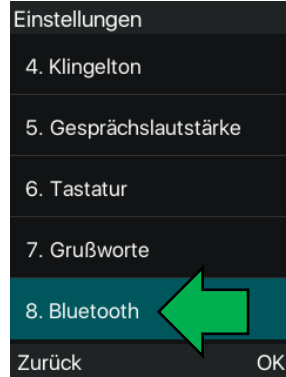 Einstellungen
4. Klingelton
5. Gesprächslautstärke
6. Tastatur
7. Grußworte
8. Bluetooth
Zurück OK